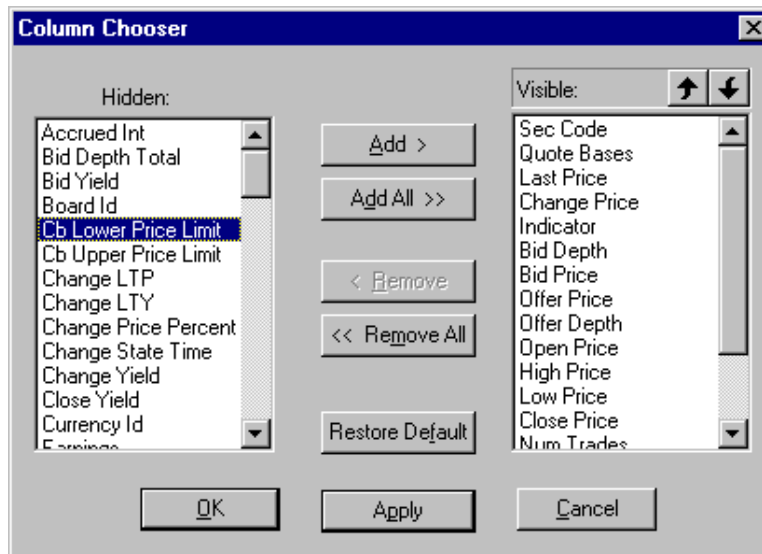 Column Chooser
Hidden:
Accrued Int
Bid Depth Total
Bid Yield
Board Id
Cb Lower Price Limit
Cb Upper Price Limit
Change LTP
Change LTY
Change Price Percent
Change State Time
Change Yield
Close Yield
Currency Id
Earnings
Add >
Add All >>
< Remove
<< Remove All
Restore Default
Visible:
Sec Code
Quote Bases
Last Price
Change Price
Indicator
Bid Depth
Bid Price
Offer Price
Offer Depth
Open Price
High Price
Low Price
Close Price
Num Trades
OK
Apply
Cancel